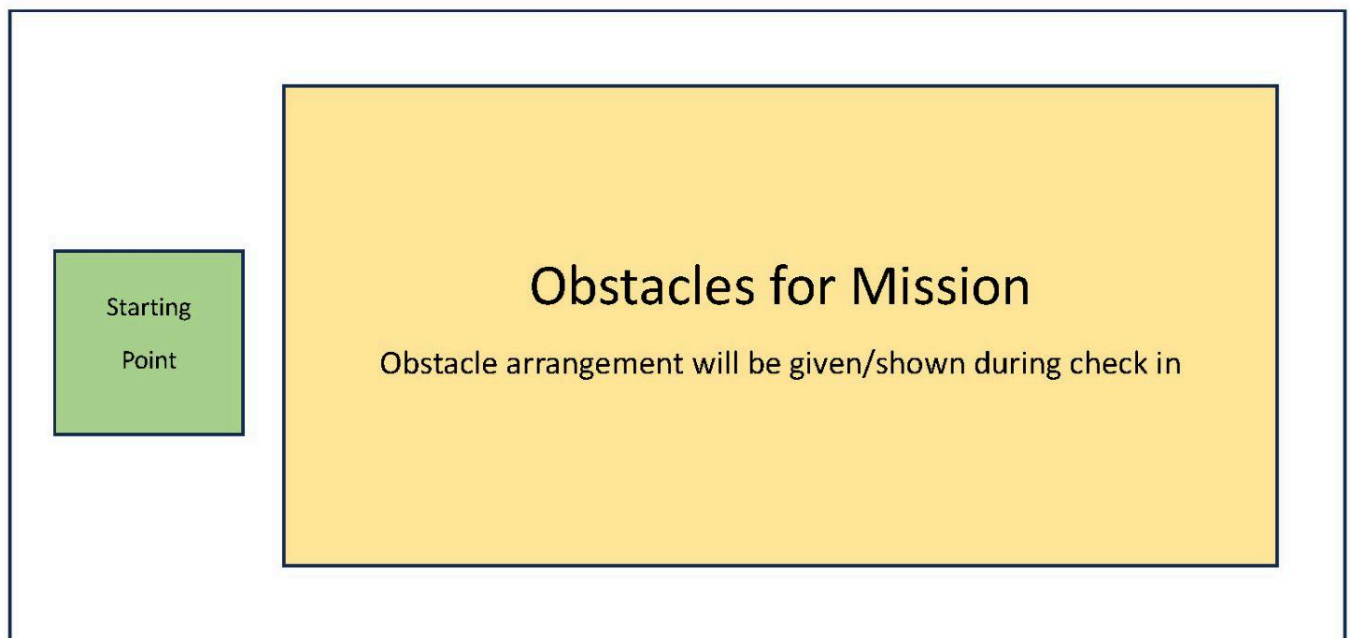 Starting
Point
Obstacles for Mission
Obstacle arrangement will be given/shown during check in